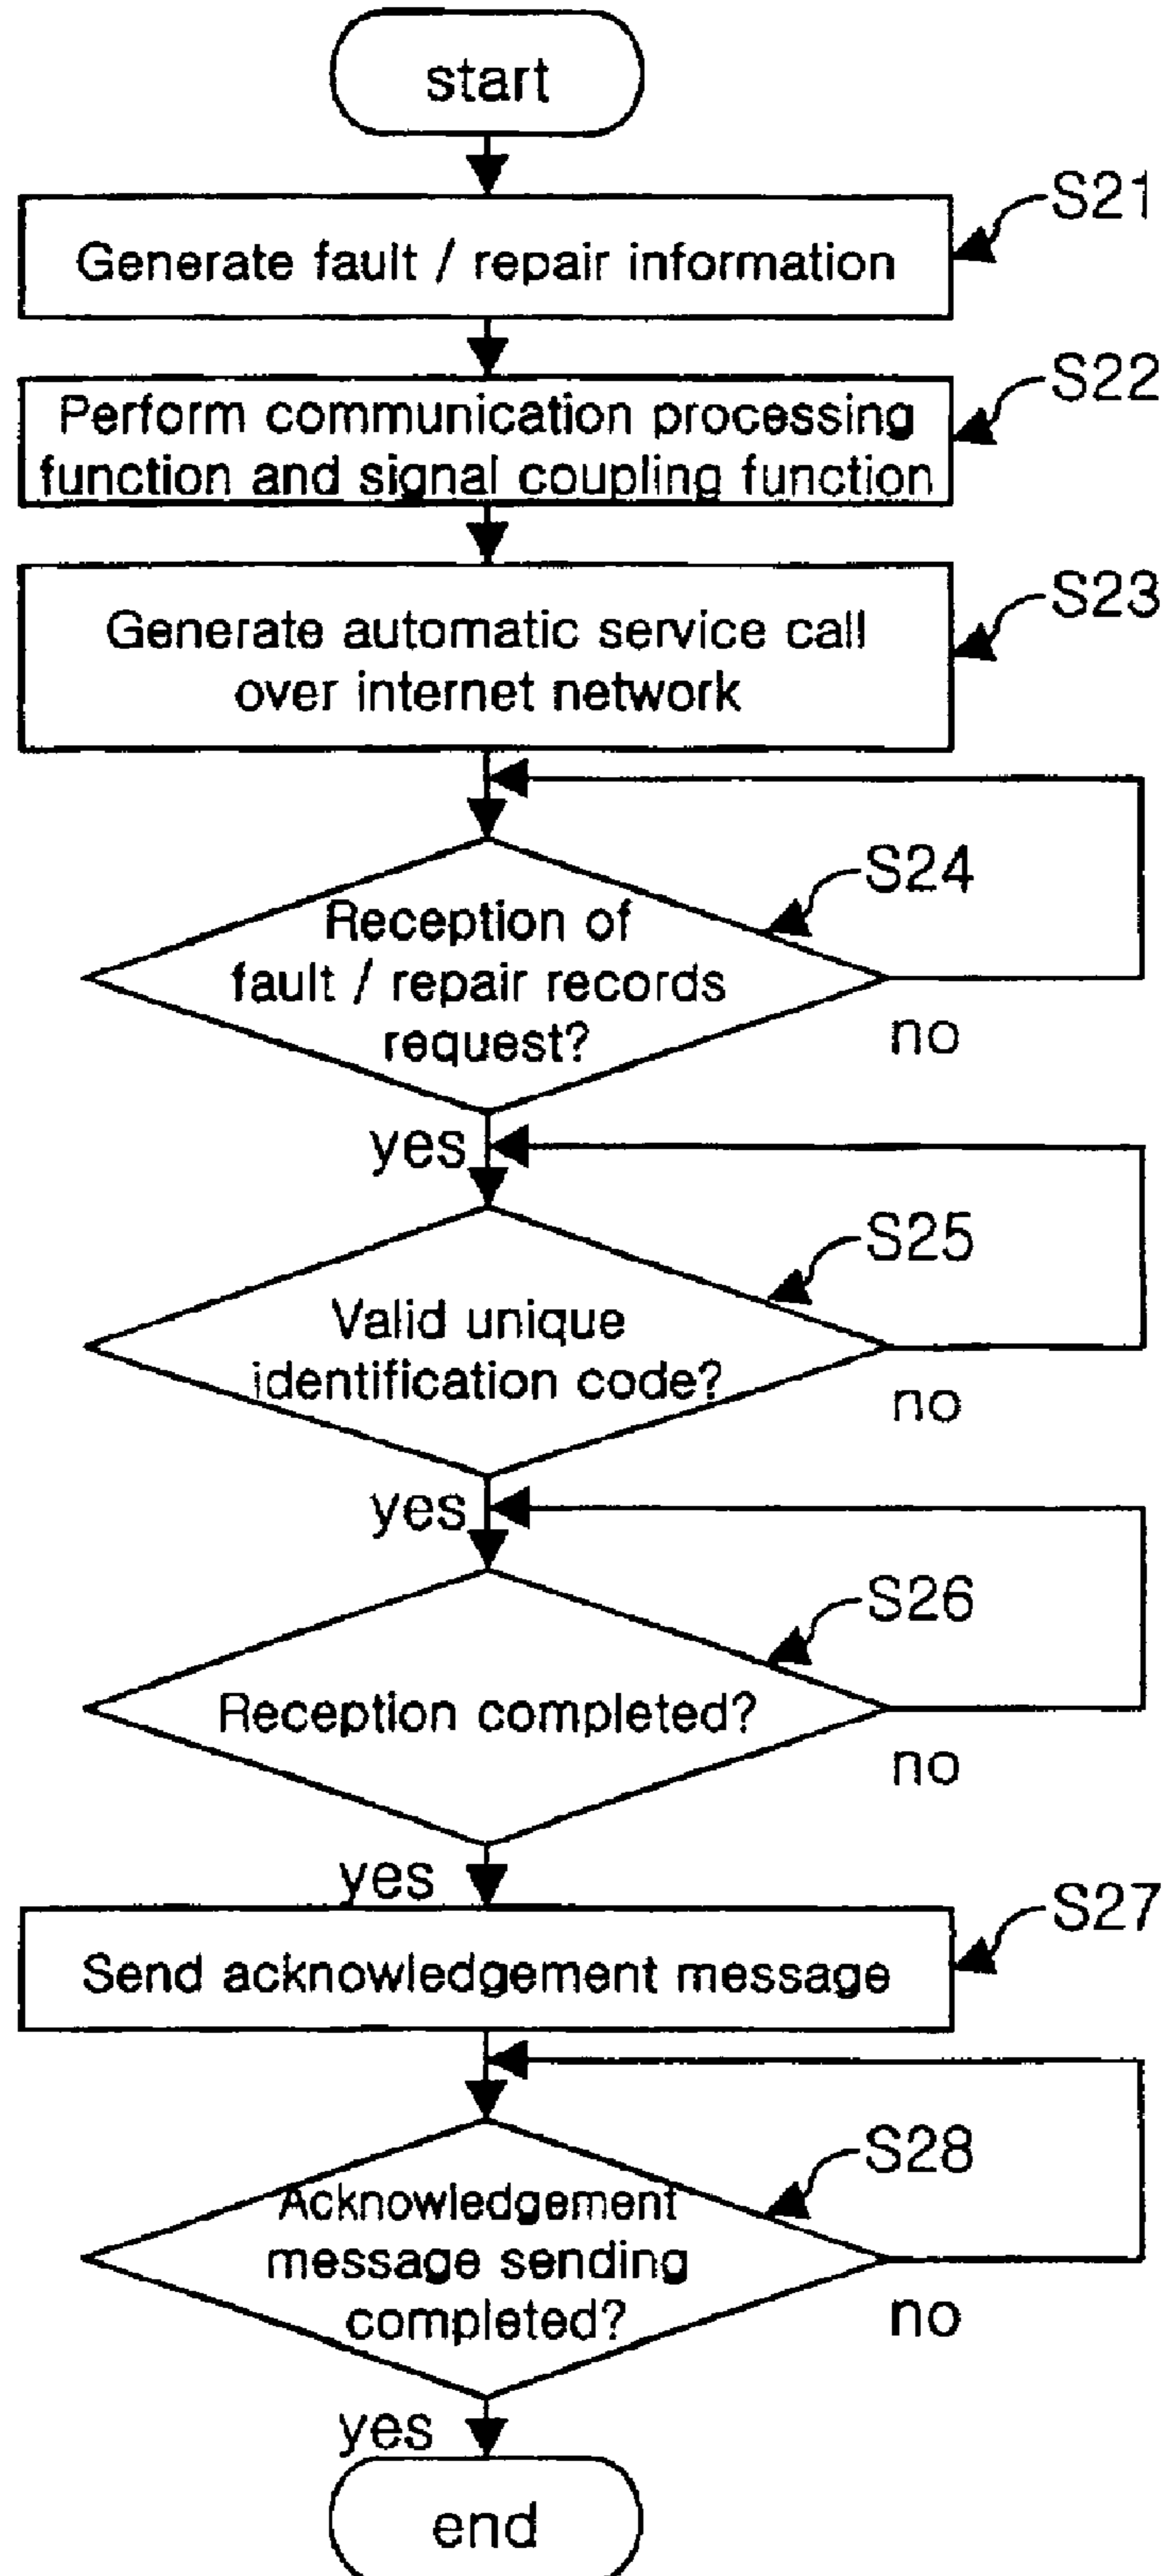 start
S21
Generate fault / repair information
S22
Perform communication processing
function and signal coupling function
S23
Generate automatic service call
over internet network
S24
Reception of
fault / repair records
request?
no
yes
S25
Valid unique
identification code?
no
yes
S26
Reception completed?
no
yes
S27
Send acknowledgement message
S28
Acknowledgement
message sending
completed?
no
yes
end